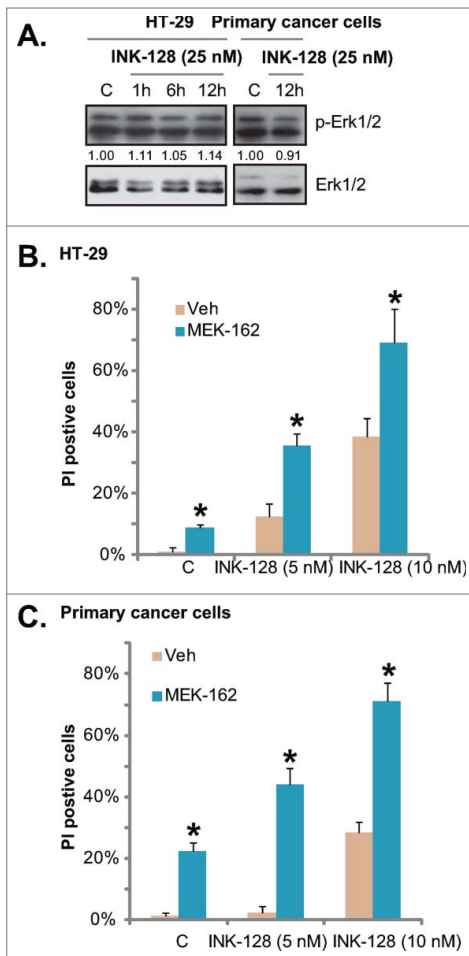 A.
HT-29 Primary cancer cells
INK-128 (25 nM) INK-128 (25 nM)
C 1h 6h 12h C 12h
p-Erk1/2
1.00 1.11 1.05 1.14 1.00 0.91
Erk1/2
B. HT-29
80%
60%
40%
20%
0%
PI postive cells
Veh
MEK-162
* * *
C INK-128 (5 nM) INK-128 (10 nM)
C. Primary cancer cells
80%
60%
40%
20%
0%
PI postive cells
Veh
MEK-162
* * *
C INK-128 (5 nM) INK-128 (10 nM)